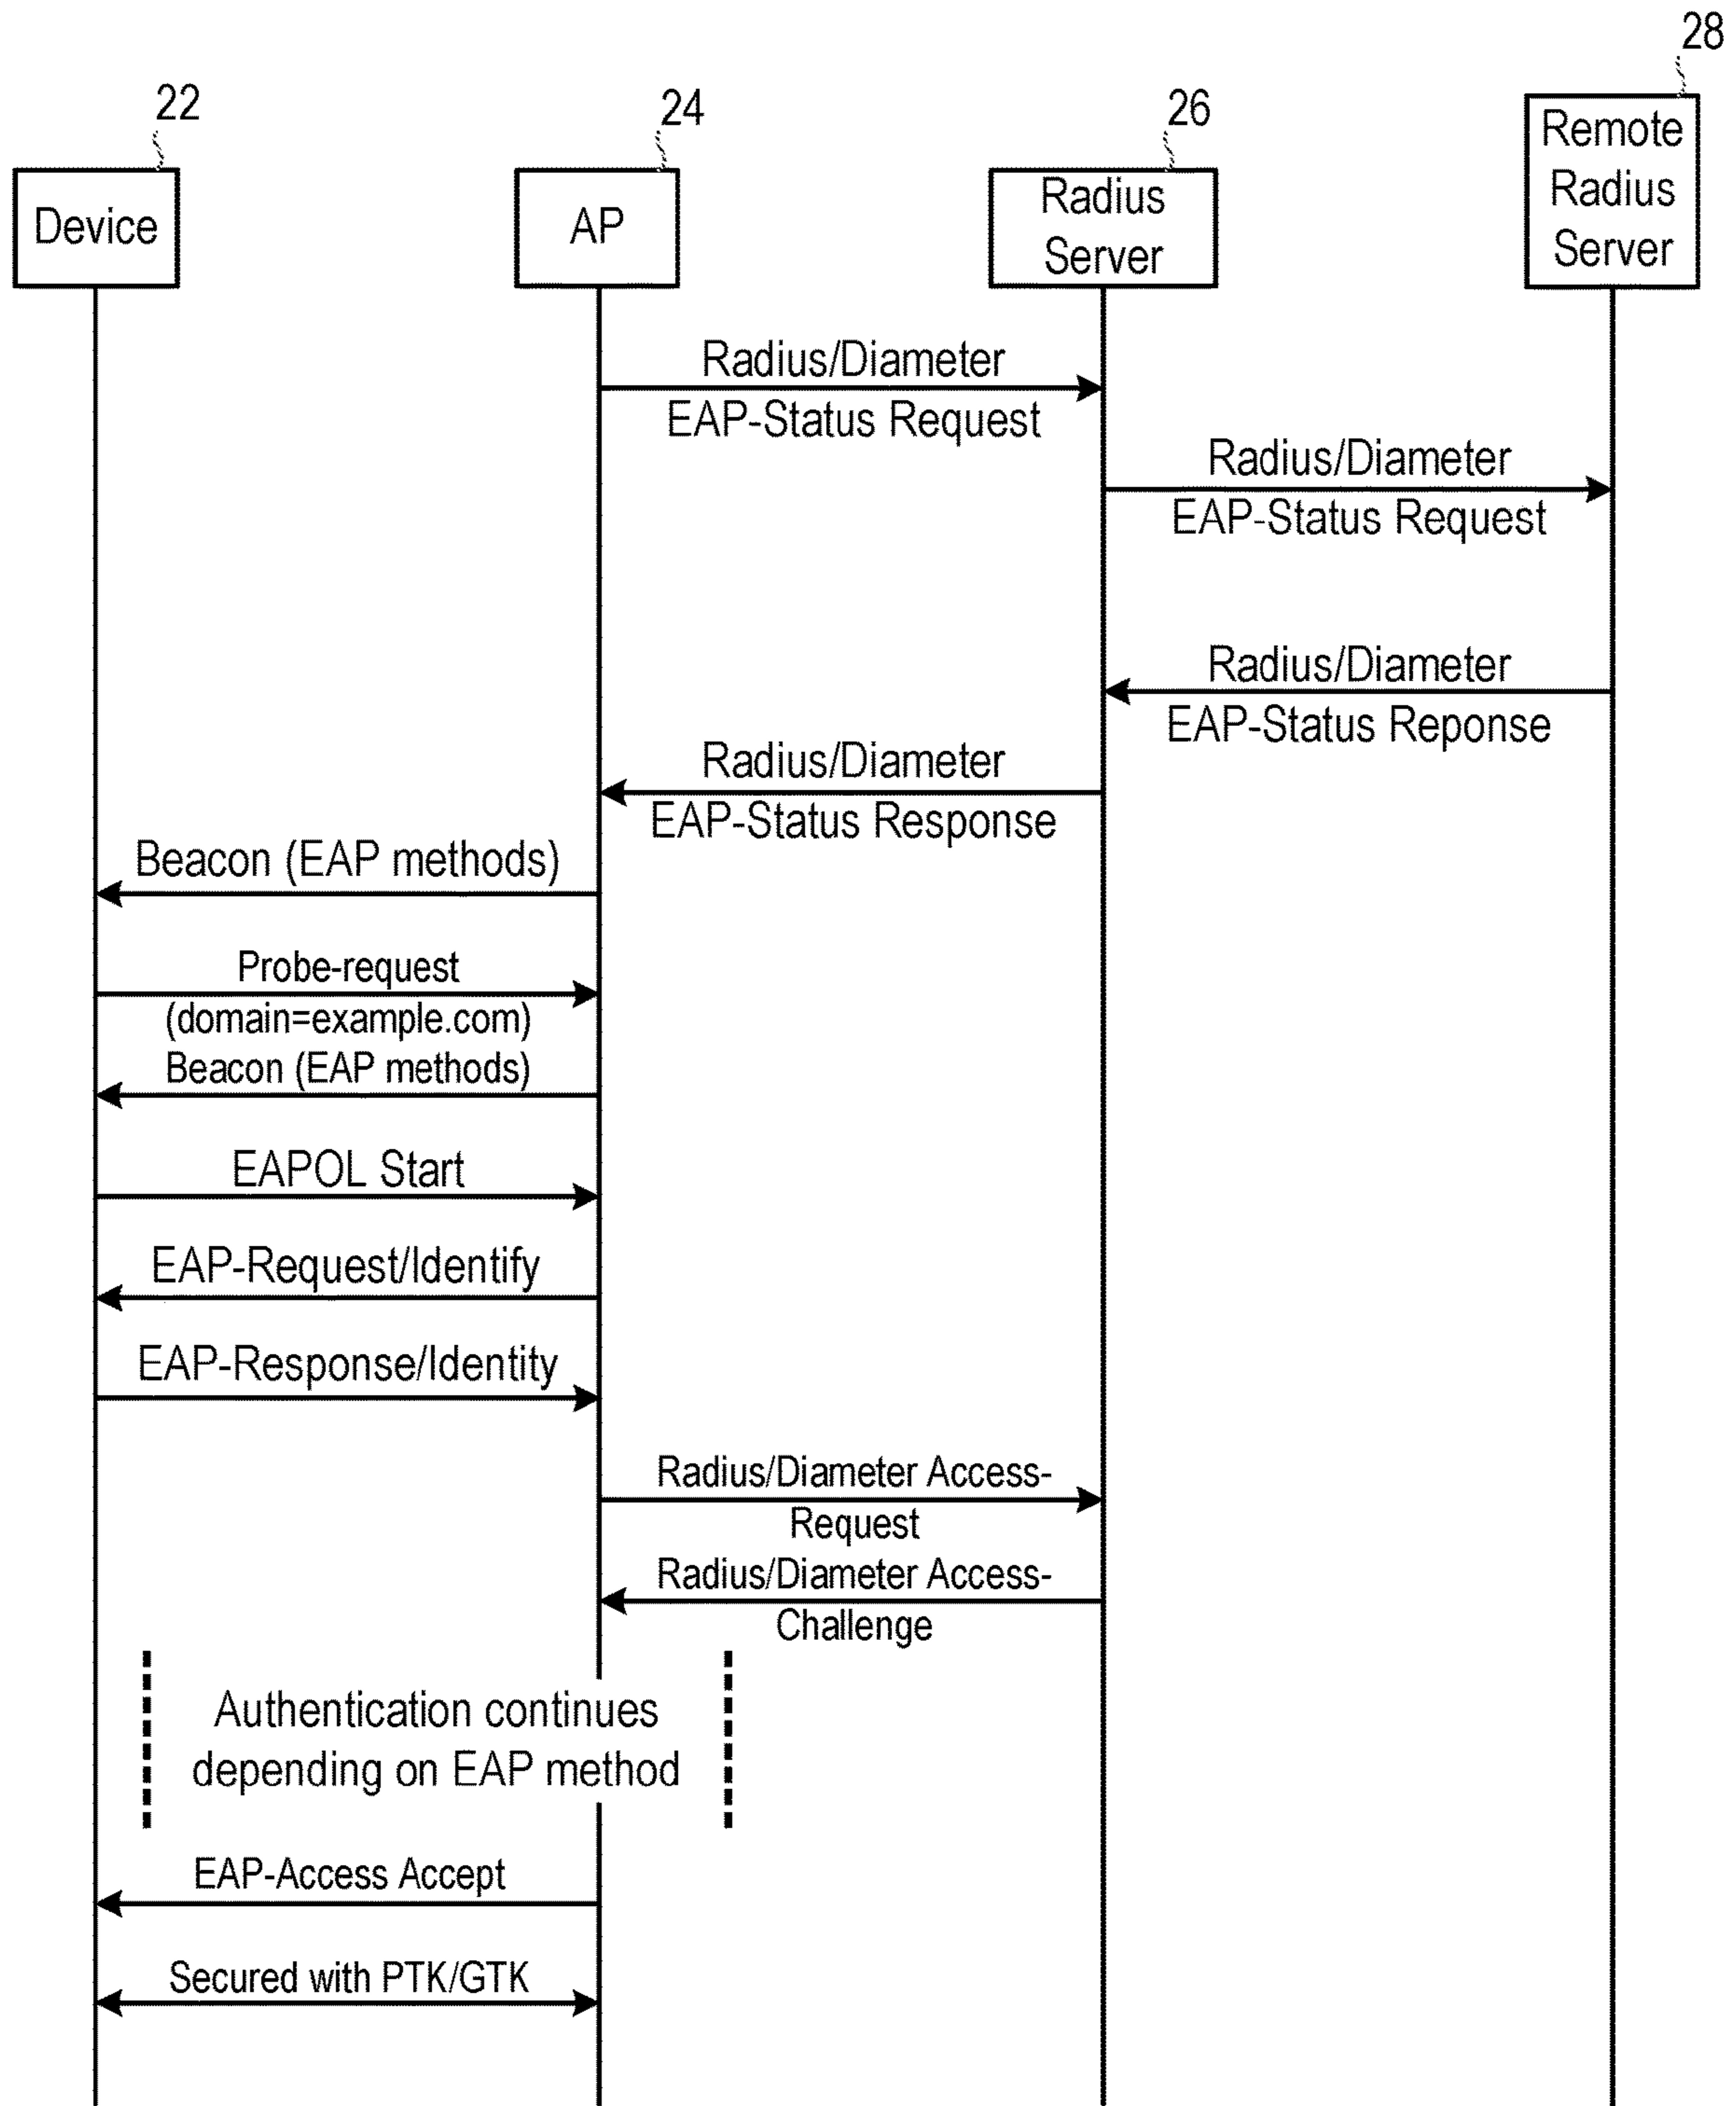 28
22
24
26
Remote
Radius
Server
Device
AP
Radius
Server
Radius/Diameter
EAP-Status Request
Radius/Diameter
EAP-Status Request
Radius/Diameter
EAP-Status Reponse
Radius/Diameter
EAP-Status Response
Beacon (EAP methods)
Probe-request
(domain=example.com)
Beacon (EAP methods)
EAPOL Start
EAP-Request/Identify
EAP-Response/Identity
Radius/Diameter Access-
Request
Radius/Diameter Access-
Challenge
Authentication continues
depending on EAP method
EAP-Access Accept
Secured with PTK/GTK